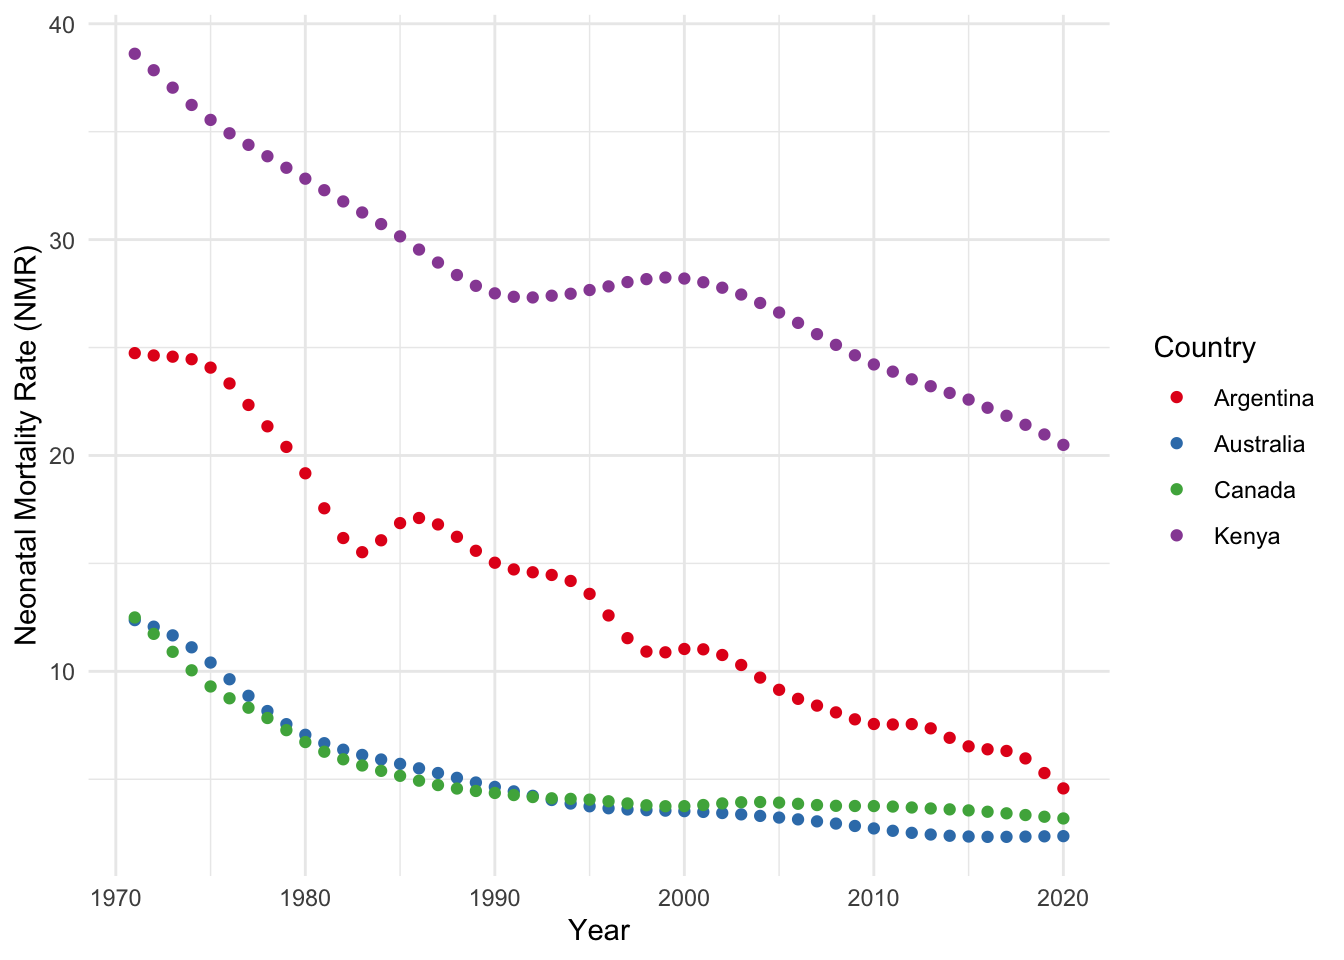 40
30
20
10
Neonatal Mortality Rate (NMR)
1970 1980 1990 2000 2010 2020
Year
Country
Argentina
Australia
Canada
Kenya